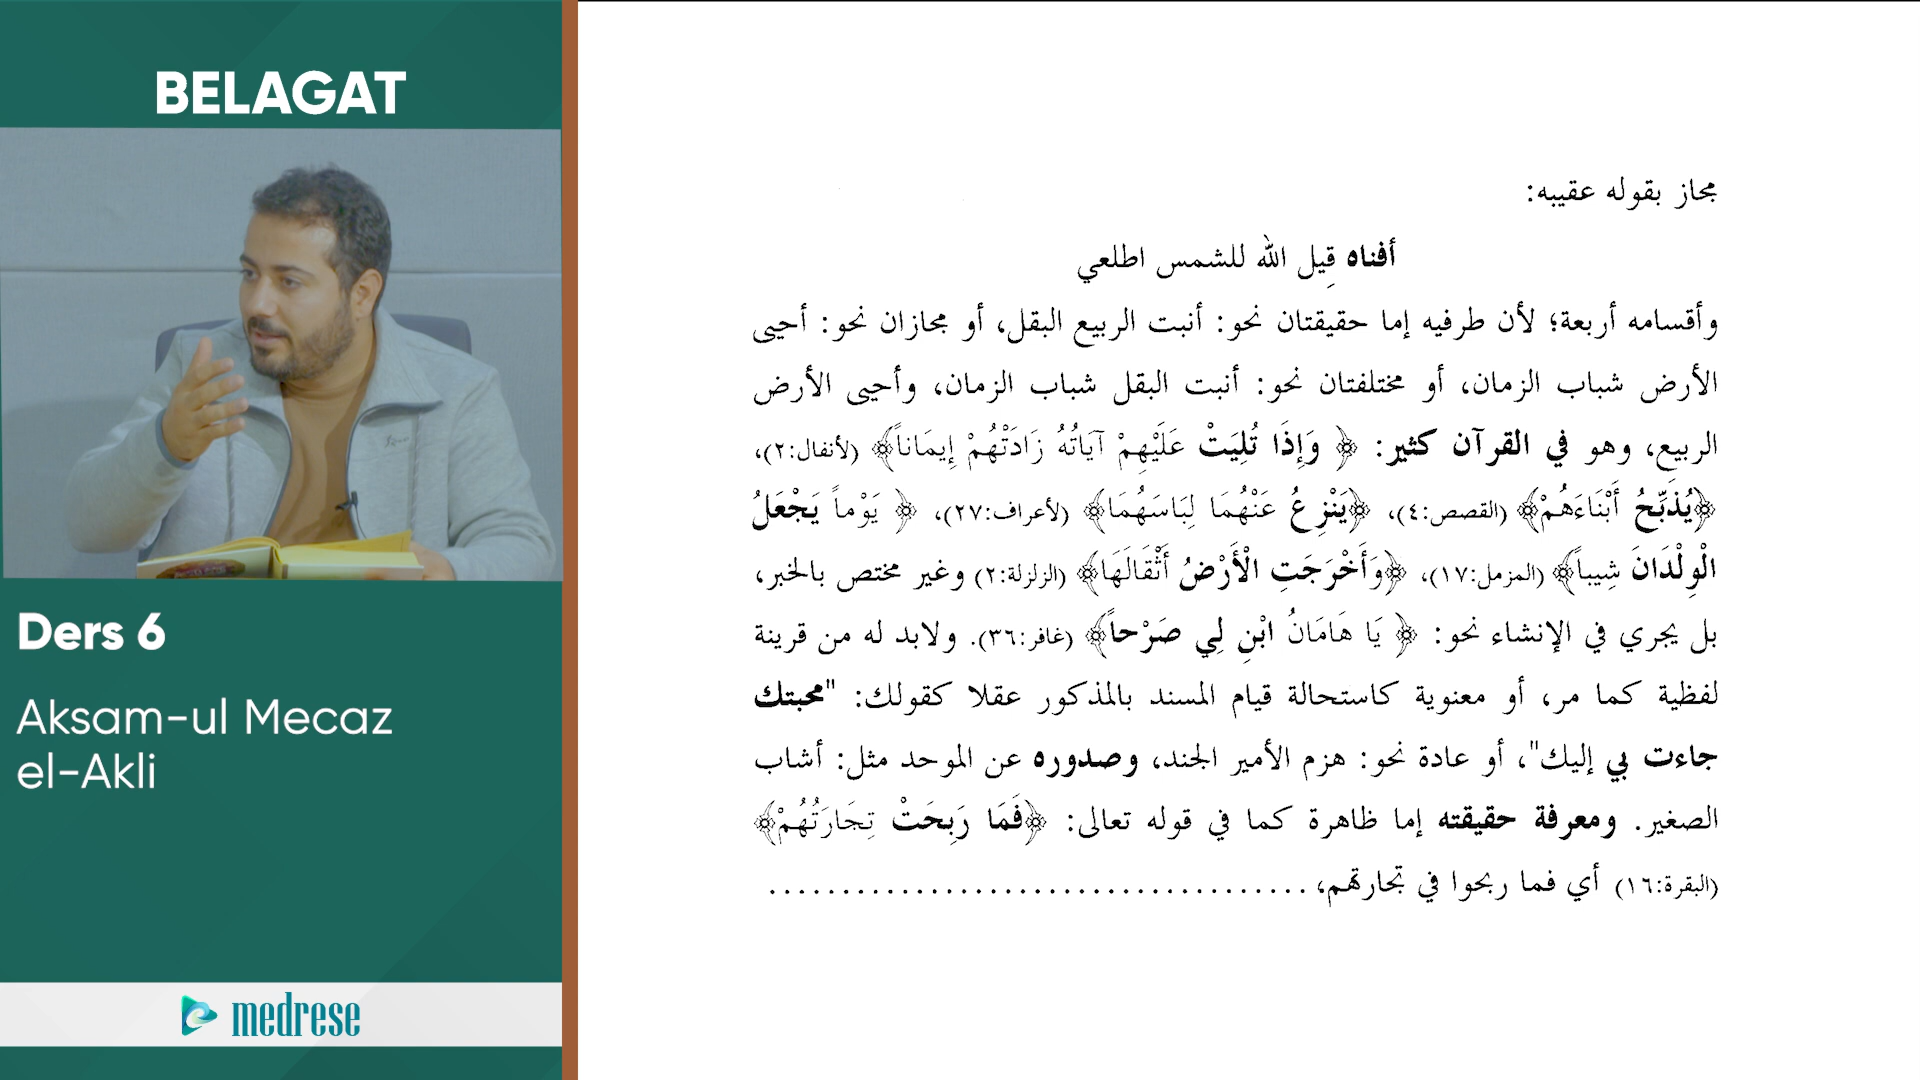 BELAGAT
Ders 6
Aksam-ul Mecaz
el-Akli
medrese
مجاز بقوله عقيبه:
أفناه قِيل الله للشمس اطلعي
وأقسامه أربعة؛ لأن طرفيه إما حقيقتان نحو: أنبت الربيع البقل، أو مجازان نحو: أحيى
الأرض شباب الزمان، أو مختلفتان نحو: أنبت البقل شباب الزمان، وأحيى الأرض
الربيع، وهو في القرآن كثير: ﴿ وَإِذَا تُلِيَتْ عَلَيْهِمْ آيَاتُهُ زَادَتْهُمْ إِيمَاناً﴾ (لأنفال:٢)،
﴿يُذَبِّحُ أَبْنَاءَهُمْ﴾ (القصص:٤)، ﴿يَنْزِعُ عَنْهُمَا لِبَاسَهُمَا﴾ (لأعراف:٢٧)، ﴿ يَوْماً يَجْعَلُ
الْوِلْدَانَ شِيباً﴾ (المزمل:١٧)، ﴿وَأَخْرَجَتِ الْأَرْضُ أَثْقَالَهَا﴾ (الزلزلة:٢) وغير مختص بالخبر،
بل يجري في الإنشاء نحو: ﴿ يَا هَامَانُ ابْنِ لِي صَرْحاً﴾ (غافر:٣٦). ولابد له من قرينة
لفظية كما مر، أو معنوية كاستحالة قيام المسند بالمذكور عقلا كقولك: "محبتك
جاءت بي إليك"، أو عادة نحو: هزم الأمير الجند، وصدوره عن الموحد مثل: أشاب
الصغير. ومعرفة حقيقته إما ظاهرة كما في قوله تعالى: ﴿فَمَا رَبِحَتْ تِجَارَتُهُمْ﴾
(البقرة:١٦) أي فما ربحوا في تجارتهم، .....................................